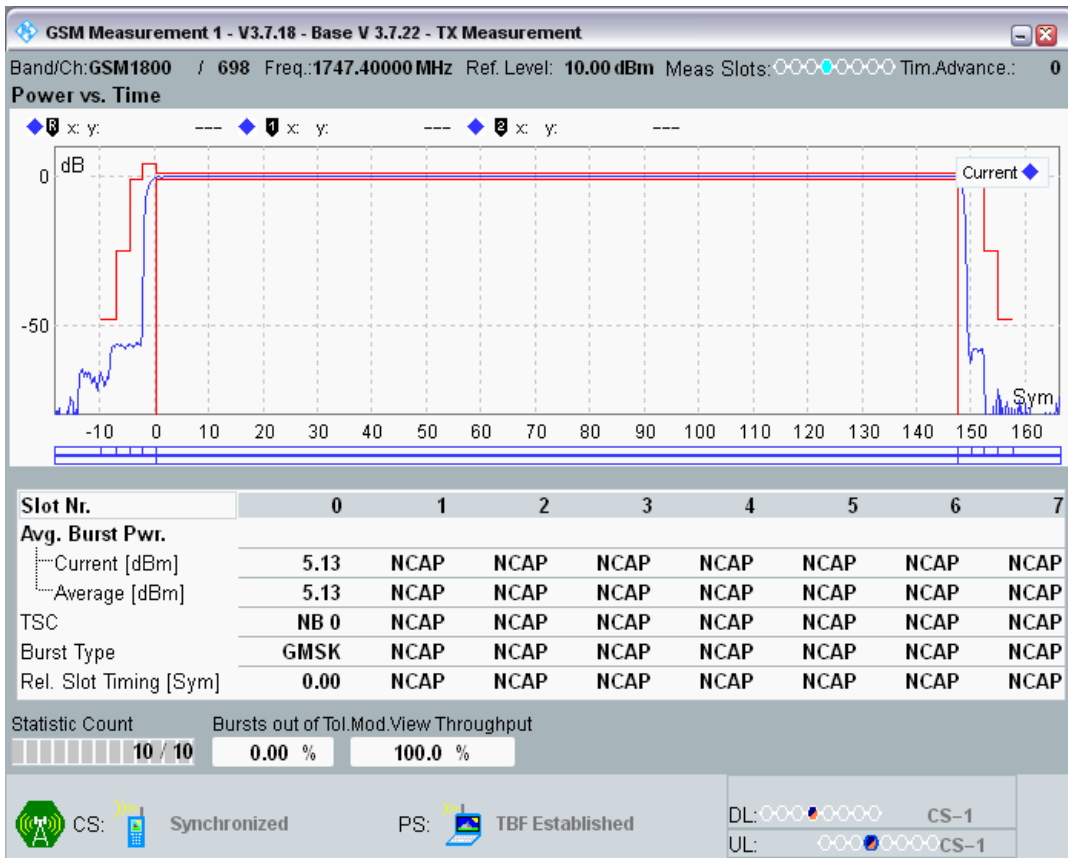 GSM Measurement 1 - V3.7.18 - Base V 3.7.22 - TX Measurement
Band/Ch:GSM1800 / 698 Freq.:1747.40000 MHz Ref. Level: 10.00 dBm Meas Slots: Tim.Advance.: 0
Power vs. Time
R x: y: --- 1 x: y: --- 2 x: y: ---
dB
0
Current
-50
Sym
-10 0 10 20 30 40 50 60 70 80 90 100 110 120 130 140 150 160
Slot Nr. 0 1 2 3 4 5 6 7
Avg. Burst Pwr.
Current [dBm] 5.13 NCAP NCAP NCAP NCAP NCAP NCAP NCAP
Average [dBm] 5.13 NCAP NCAP NCAP NCAP NCAP NCAP NCAP
TSC NB 0 NCAP NCAP NCAP NCAP NCAP NCAP NCAP
Burst Type GMSK NCAP NCAP NCAP NCAP NCAP NCAP NCAP
Rel. Slot Timing [Sym] 0.00 NCAP NCAP NCAP NCAP NCAP NCAP NCAP
Statistic Count Bursts out of Tol.Mod.View Throughput
10 / 10 0.00 % 100.0 %
CS: Synchronized PS: TBF Established
DL: CS-1
UL: CS-1